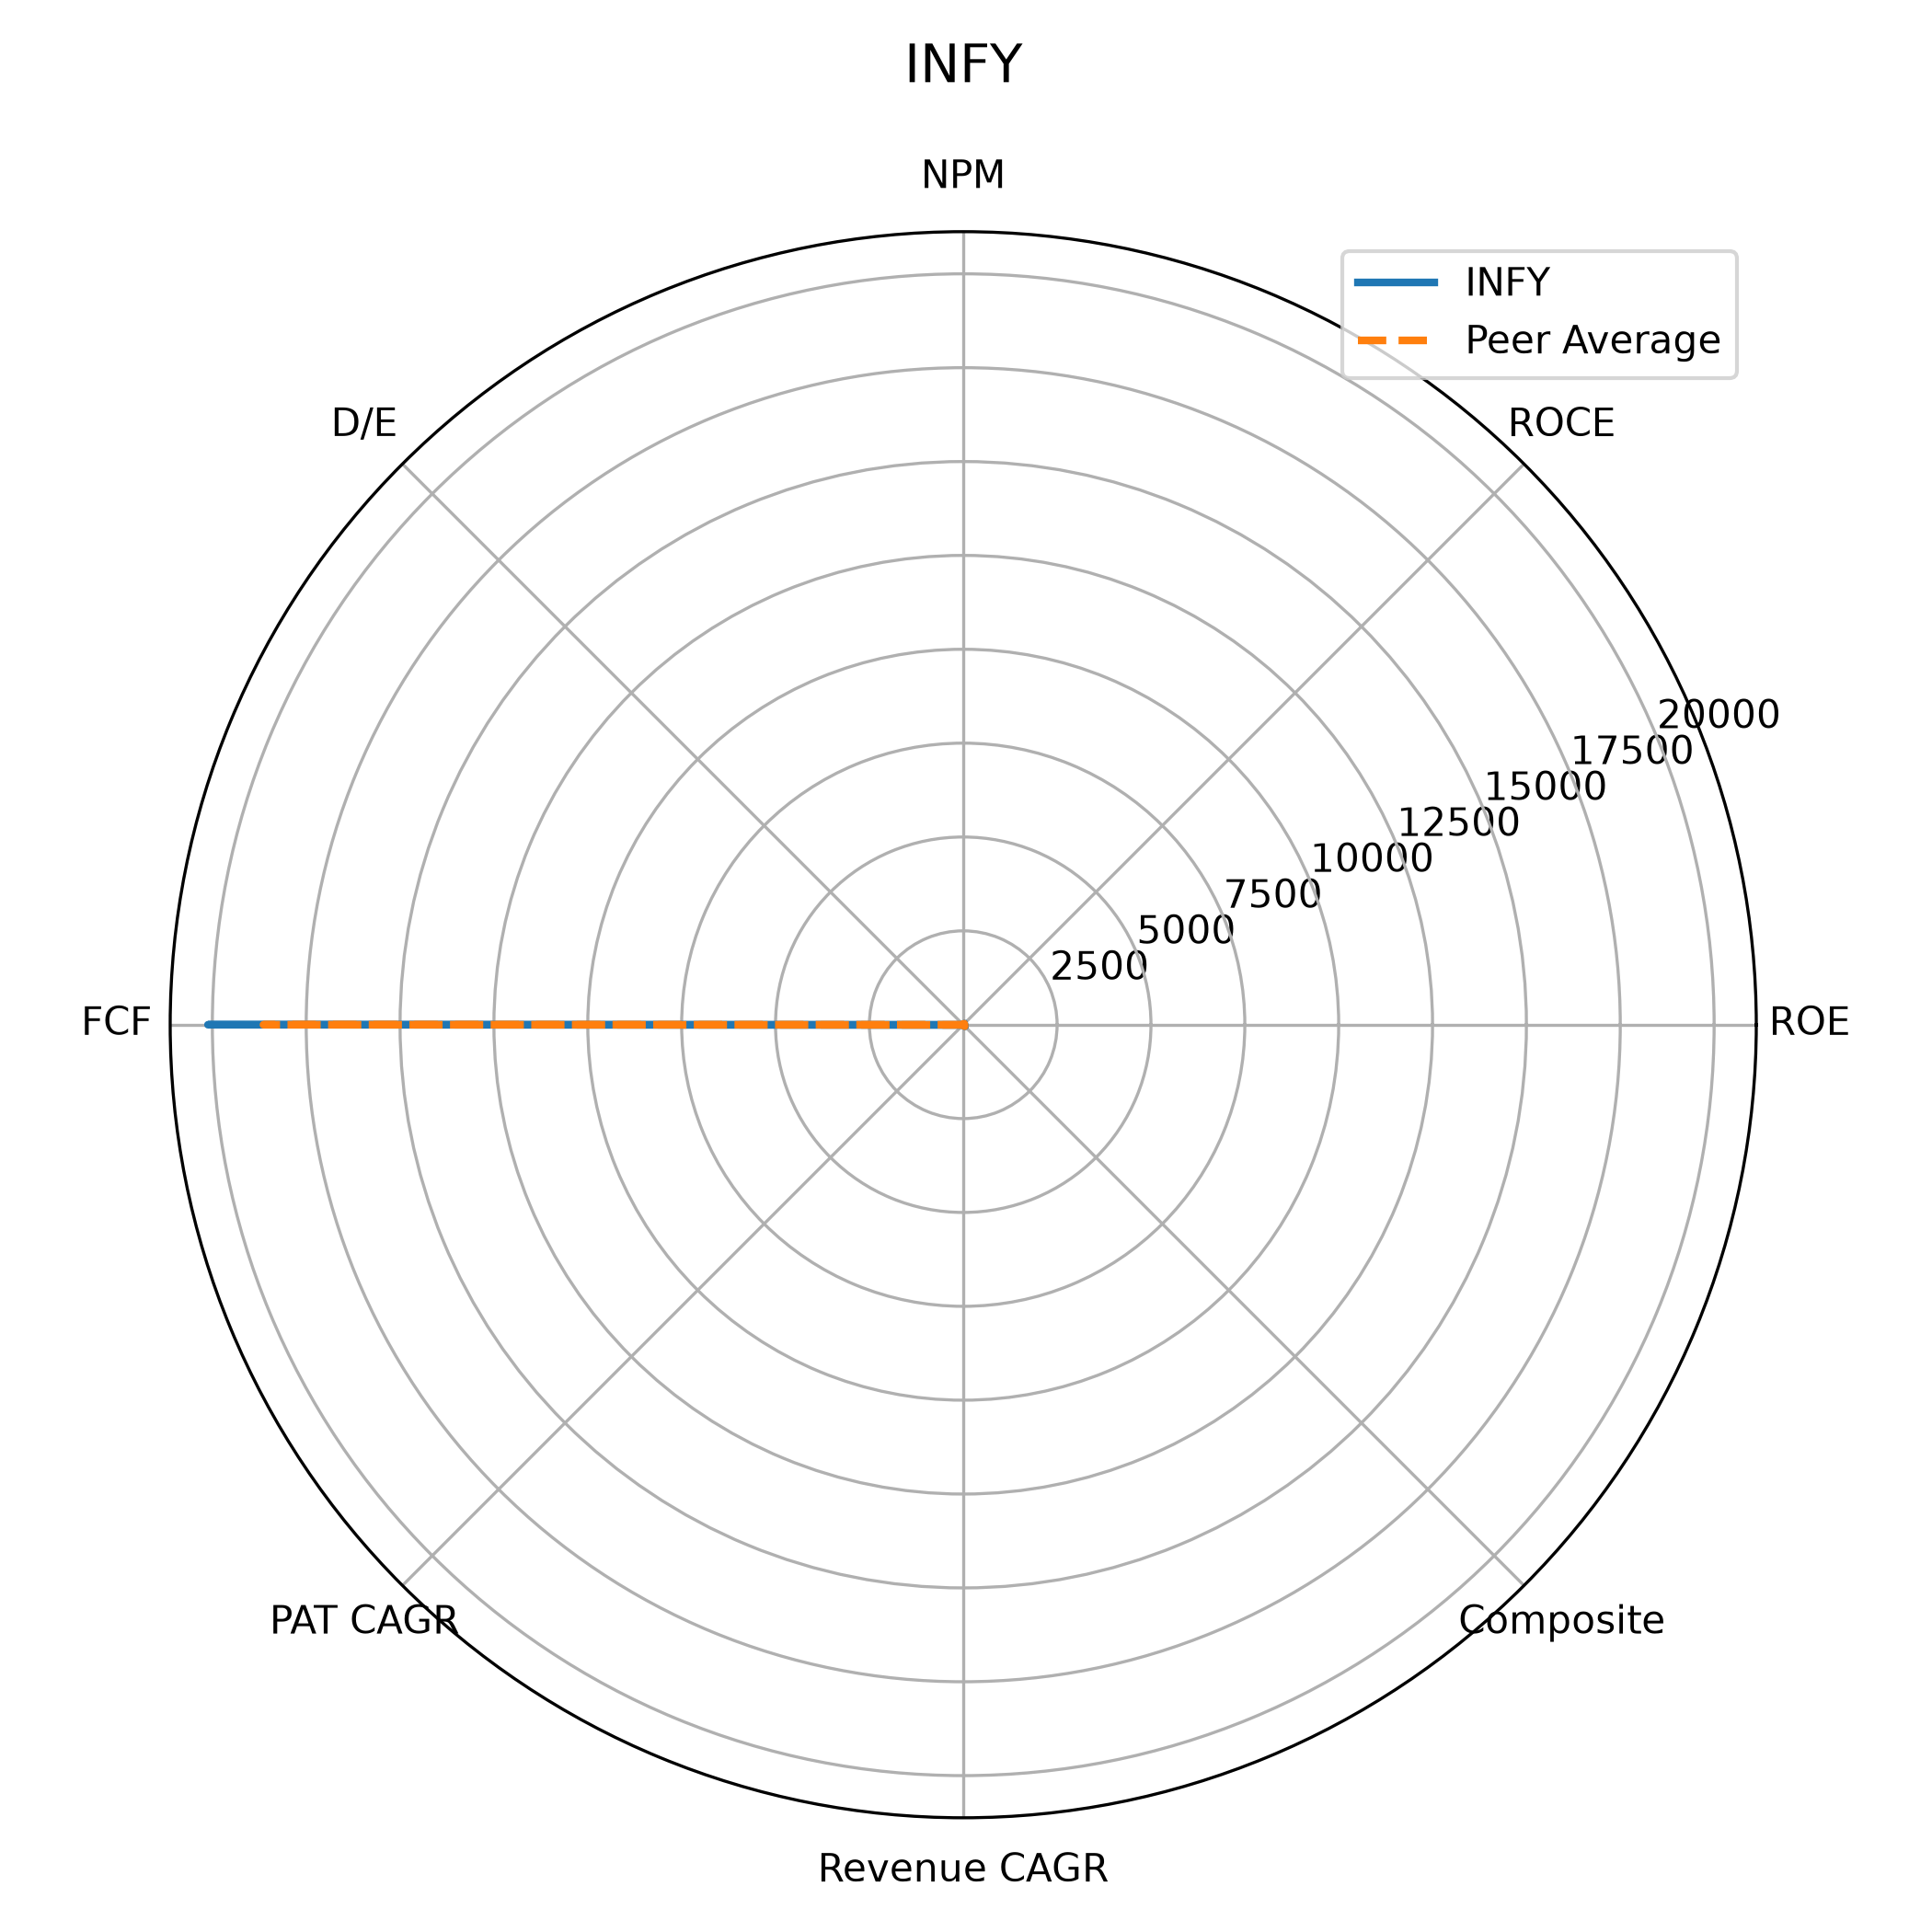 INFY
NPM
INFY
Peer Average
D/E
ROCE
20000
17500
15000
12500
10000
7500
5000
2500
FCF
ROE
PAT CAGR
Composite
Revenue CAGR